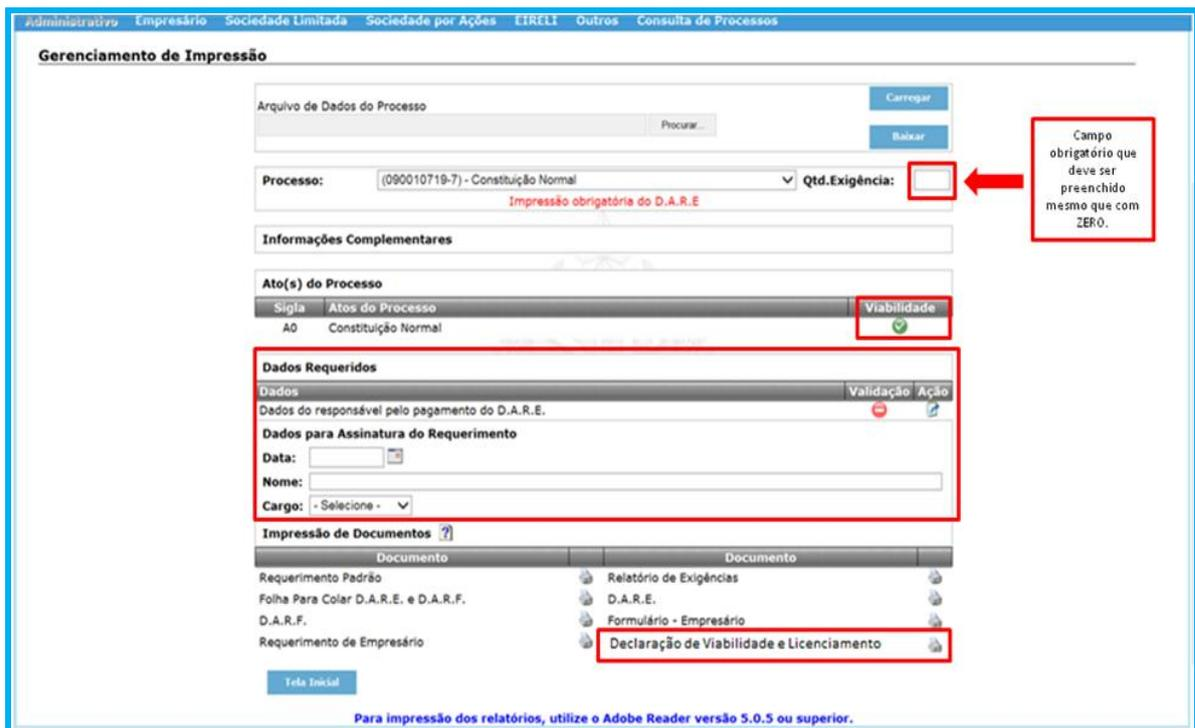 Administrativo Empresário Sociedade Limitada Sociedade por Ações EIRELI Outros Consulta de Processos
Gerenciamento de Impressão
Arquivo de Dados do Processo
Procurar...
Carregar
Baixar
Processo: (090010719-7) - Constituição Normal Qtd.Exigência:
Impressão obrigatória do D.A.R.E
Campo
obrigatório que
deve ser
preenchido
mesmo que com
ZERO.
Informações Complementares
Ato(s) do Processo
Sigla Atos do Processo Viabilidade
A0 Constituição Normal
Dados Requeridos
Dados Validação Ação
Dados do responsável pelo pagamento do D.A.R.E.
Dados para Assinatura do Requerimento
Data:
Nome:
Cargo: - Selecione -
Impressão de Documentos ?
Documento Documento
Requerimento Padrão Relatório de Exigências
Folha Para Colar D.A.R.E. e D.A.R.F. D.A.R.E.
D.A.R.F. Formulário - Empresário
Requerimento de Empresário Declaração de Viabilidade e Licenciamento
Tela Inicial
Para impressão dos relatórios, utilize o Adobe Reader versão 5.0.5 ou superior.